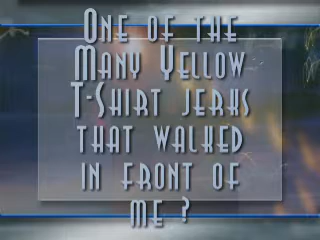 One of the
Many Yellow
T-Shirt jerks
that walked
in front of
me ?